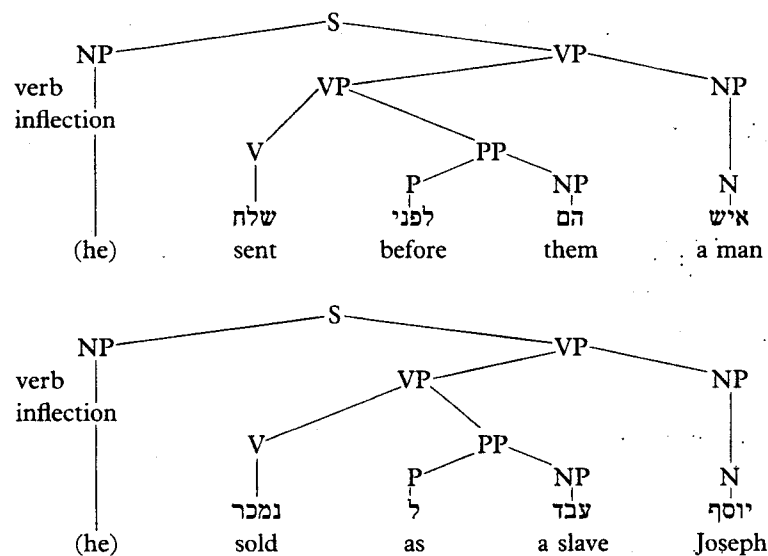 S
NP VP
verb VP NP
inflection
V PP
P NP N
שלח לפני הם איש
(he) sent before them a man
S
NP VP
verb VP NP
inflection
V PP
P NP N
נמכר ל עבד יוסף
(he) sold as a slave Joseph